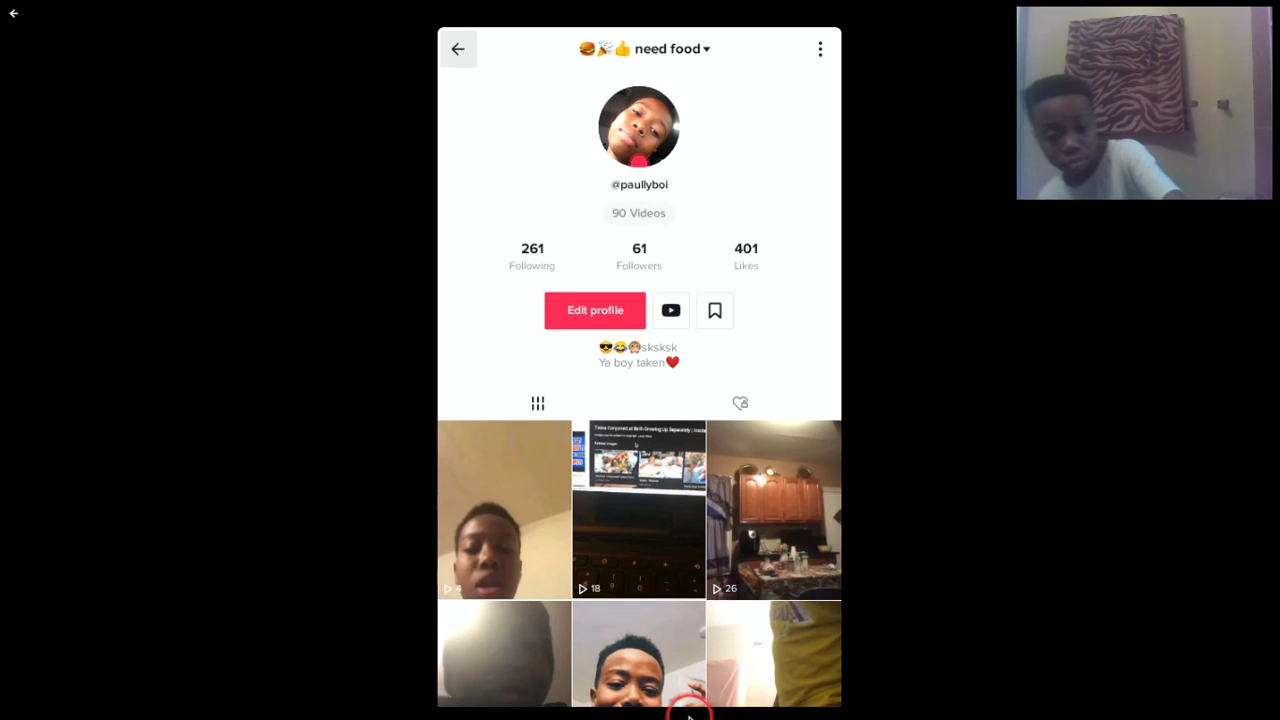 🍔🎉👍 need food
@paullyboi
90 Videos
261 61 401
Following Followers Likes
Edit profile
😎😂🙊sksksk
Ya boy taken❤️
18
26